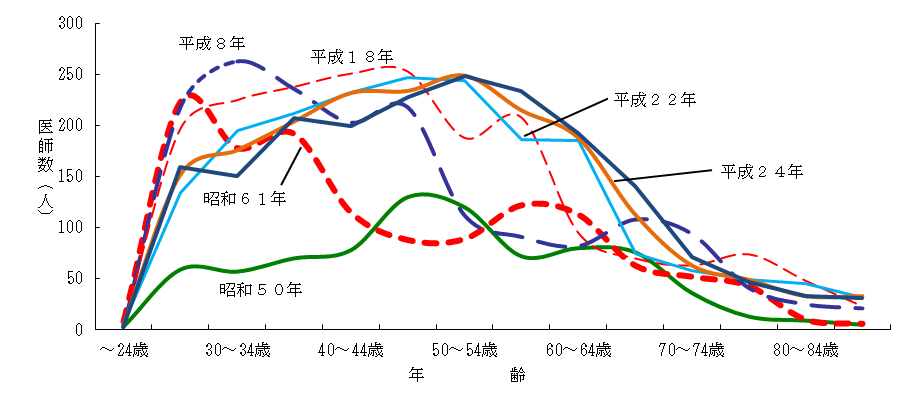 300
250
200
150
100
50
0
医師数（人）
平成８年
平成１８年
平成２２年
平成２４年
昭和６１年
昭和５０年
～24歳 30～34歳 40～44歳 50～54歳 60～64歳 70～74歳 80～84歳
年　齢